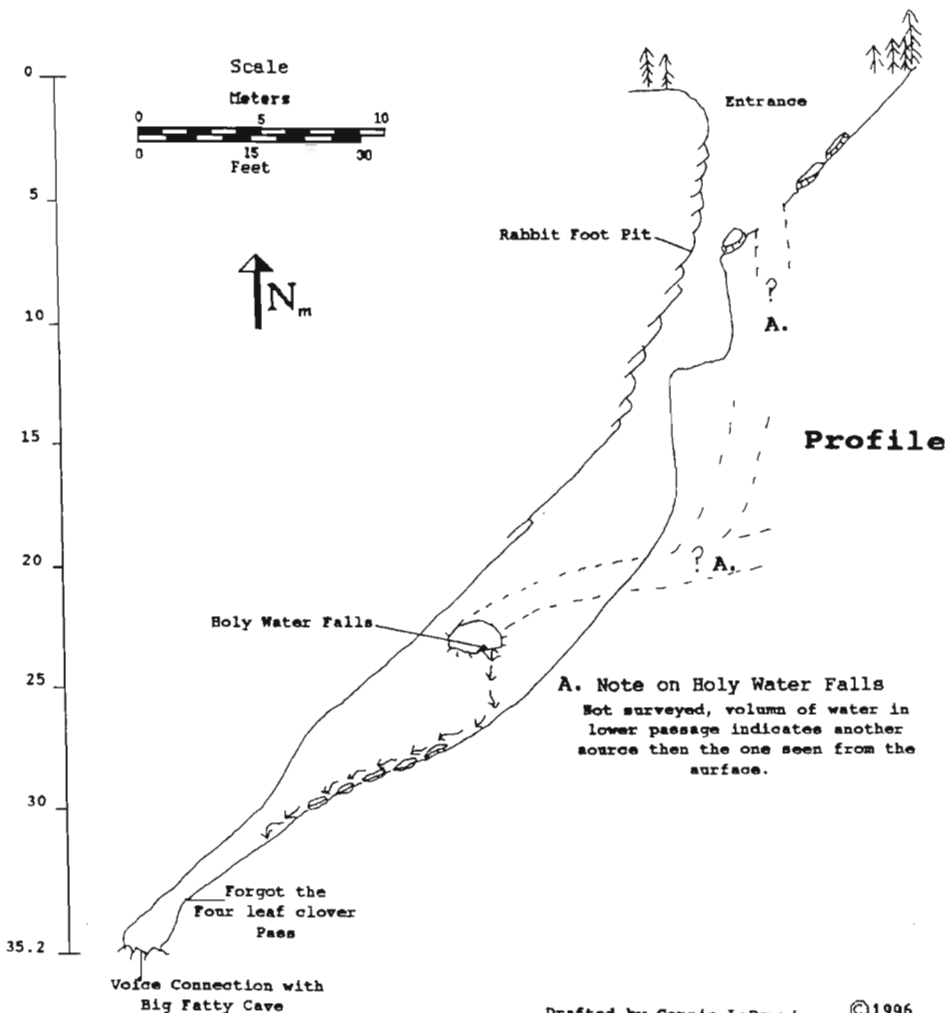 0
Scale
Meters
0 5 10
0 15 30
Feet
Entrance
5
Rabbit Foot Pit
Nm
?
A.
10
15
Profile
20
? A.
Holy Water Falls
25
A. Note on Holy Water Falls
Not surveyed, volumn of water in
lower passage indicates another
source then the one seen from the
surface.
30
Forgot the
Four leaf clover
Pass
35.2
Voice Connection with
Big Fatty Cave
Drafted by
©1996